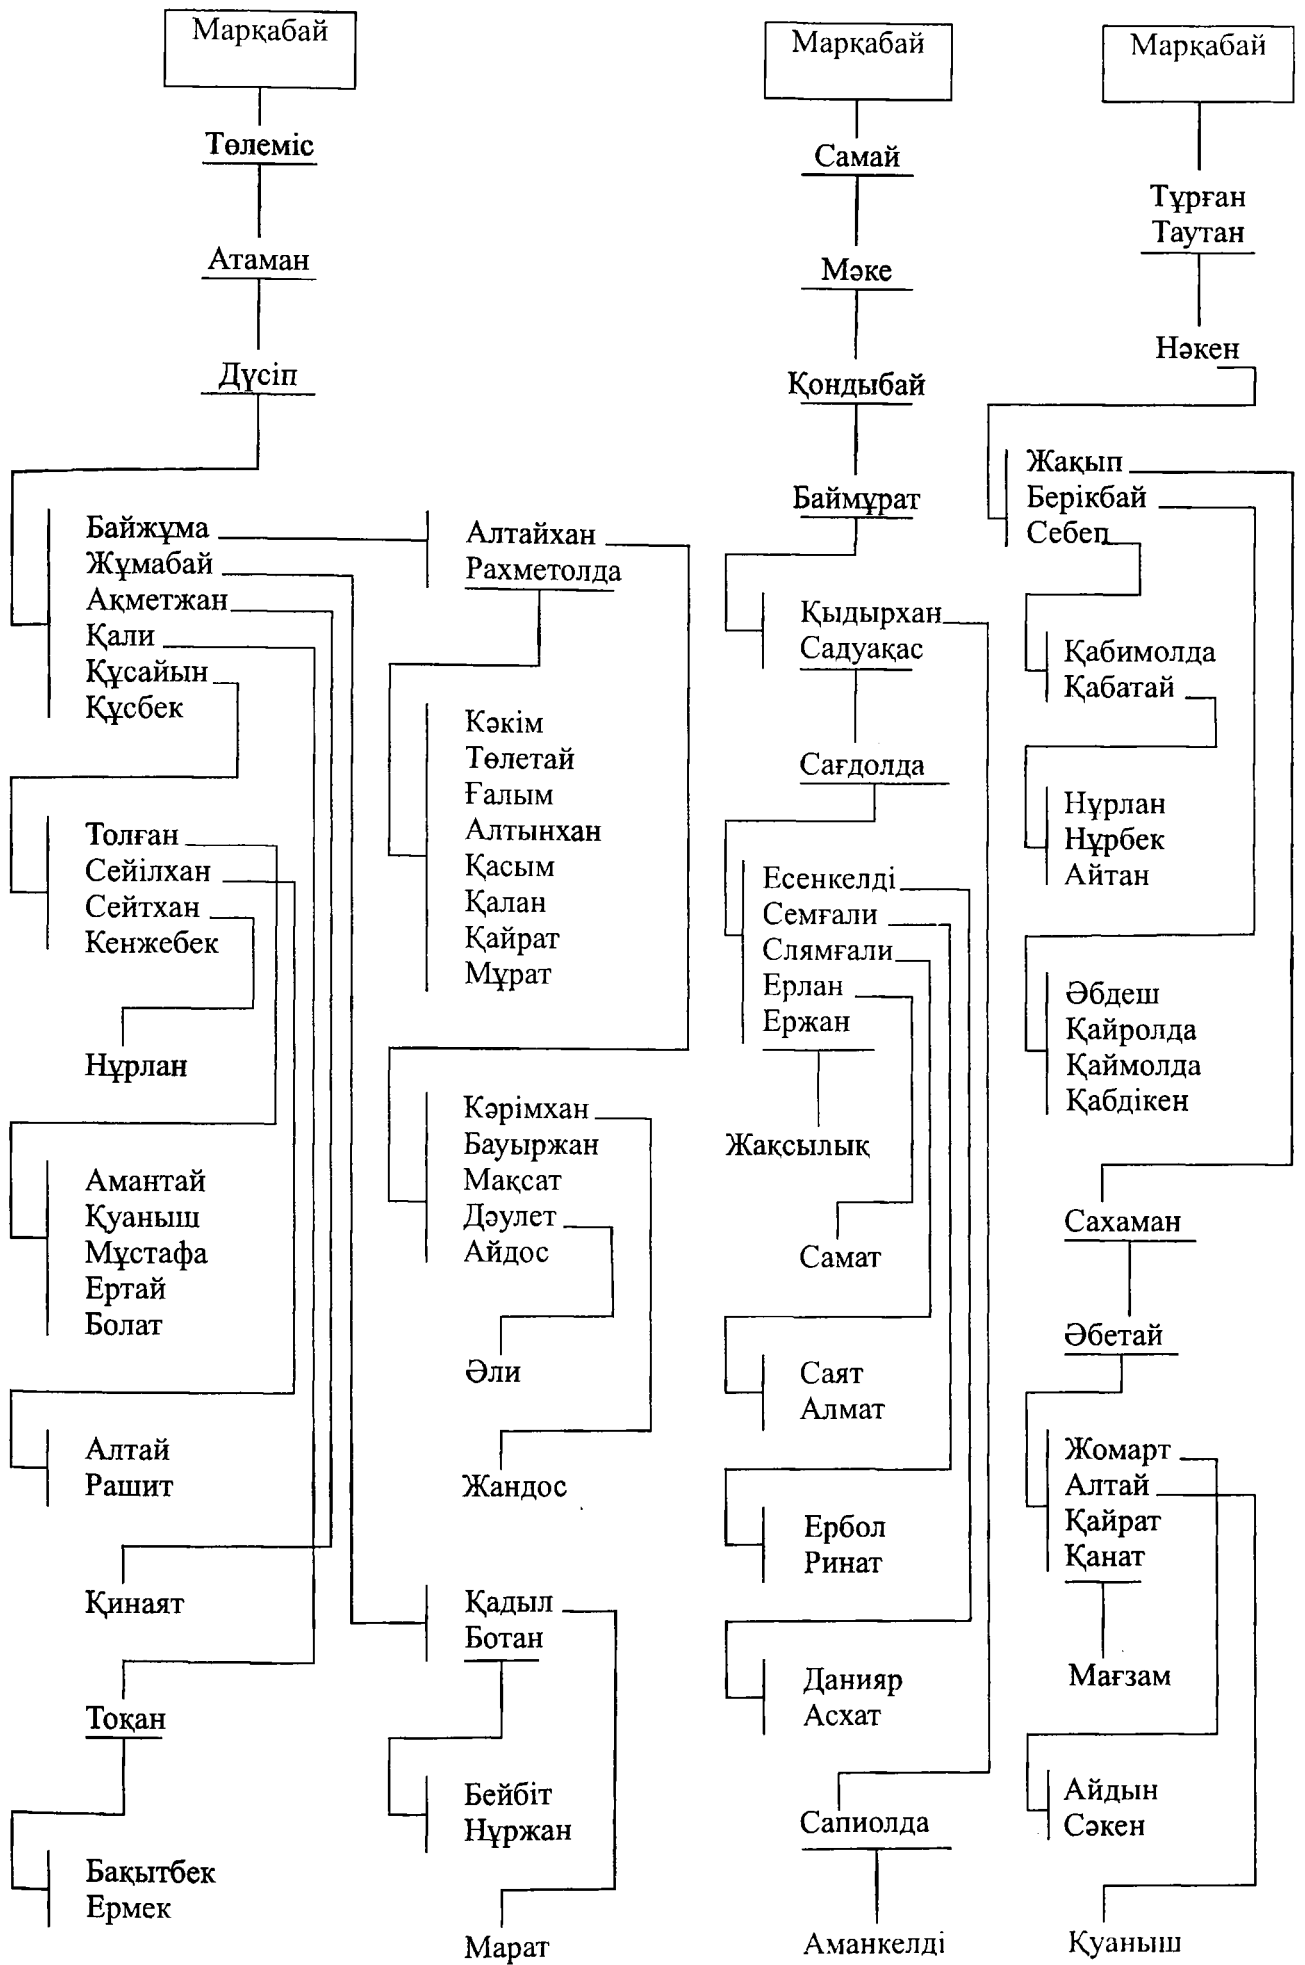 Марқабай
Төлеміс
Атаман
Дүсіп
Байжұма
Жұмабай
Ақметжан
Қали
Құсайын
Құсбек
Толған
Сейілхан
Сейтхан
Кенжебек
Нұрлан
Амантай
Қуаныш
Мұстафа
Ертай
Болат
Алтай
Рашит
Қинаят
Тоқан
Бақытбек
Ермек
Алтайхан
Рахметолда
Кәкім
Төлетай
Ғалым
Алтынхан
Қасым
Қалан
Қайрат
Мұрат
Кәрімхан
Бауыржан
Мақсат
Дәулет
Айдос
Әли
Жандос
Қадыл
Ботан
Бейбіт
Нұржан
Марат
Марқабай
Самай
Мәке
Қондыбай
Баймұрат
Қыдырхан
Садуақас
Сағдолда
Есенкелді
Семғали
Слямғали
Ерлан
Ержан
Жақсылық
Самат
Саят
Алмат
Ербол
Ринат
Данияр
Асхат
Сапиолда
Аманкелді
Марқабай
Тұрған
Таутан
Нәкен
Жақып
Берікбай
Себеп
Қабимолда
Қабатай
Нұрлан
Нұрбек
Айтан
Әбдеш
Қайролда
Қаймолда
Қабдікен
Сахаман
Әбетай
Жомарт
Алтай
Қайрат
Қанат
Мағзам
Айдын
Сәкен
Қуаныш